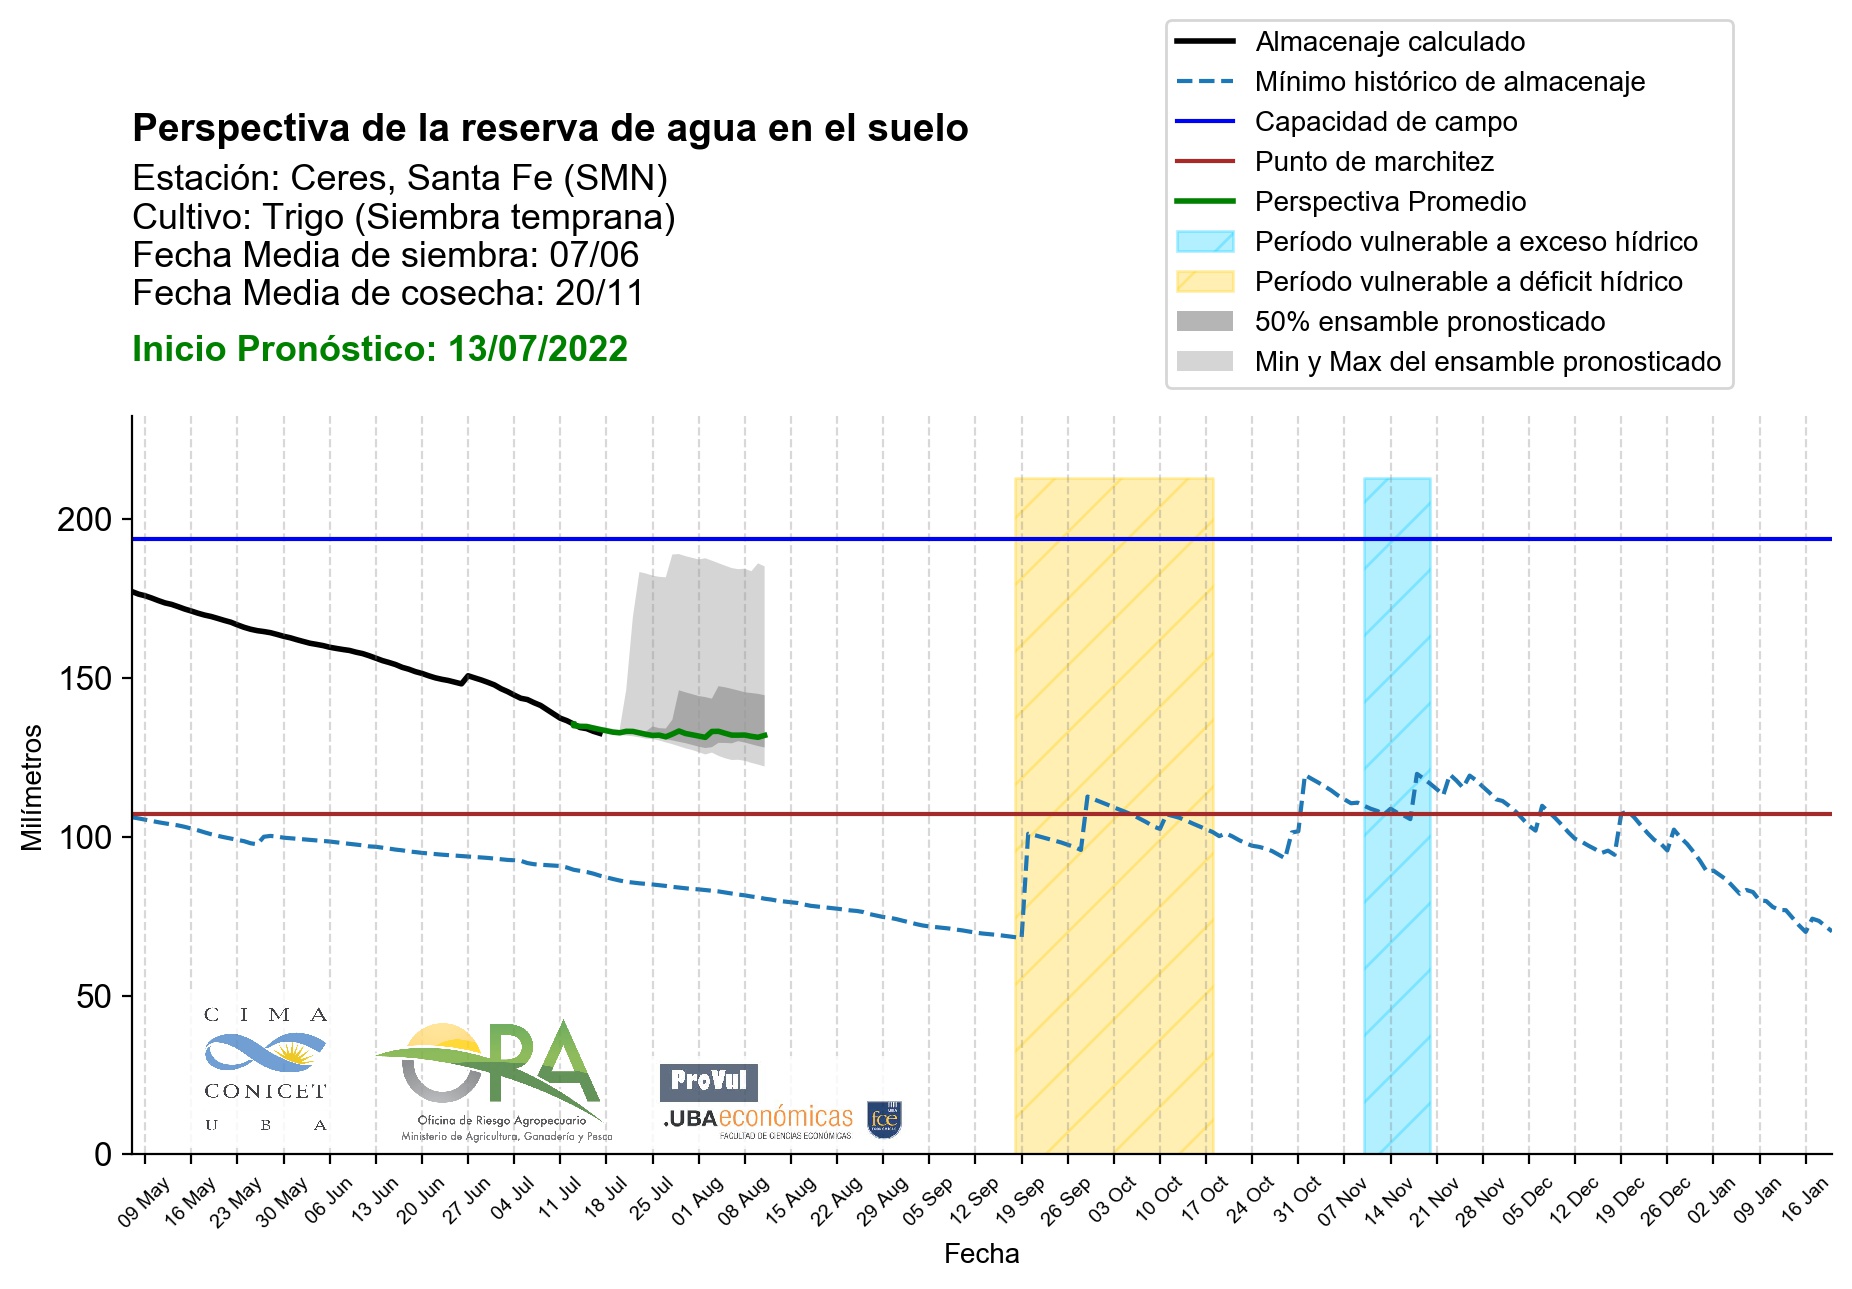 Almacenaje calculado
Mínimo histórico de almacenaje
Capacidad de campo
Punto de marchitez
Perspectiva Promedio
Período vulnerable a exceso hídrico
Período vulnerable a déficit hídrico
50% ensamble pronosticado
Min y Max del ensamble pronosticado
Perspectiva de la reserva de agua en el suelo
Estación: Ceres, Santa Fe (SMN)
Cultivo: Trigo (Siembra temprana)
Fecha Media de siembra: 07/06
Fecha Media de cosecha: 20/11
Inicio Pronóstico: 13/07/2022
Milímetros
200
150
100
50
0
CIMA
CONICET
UBA
ORA
Oficina de Riesgo Agropecuario
Ministerio de Agricultura, Ganadería y Pesca
ProVul
.UBAeconómicas
FACULTAD DE CIENCIAS ECONÓMICAS
fce
09 May 16 May 23 May 30 May 06 Jun 13 Jun 20 Jun 27 Jun 04 Jul 11 Jul 18 Jul 25 Jul 01 Aug 08 Aug 15 Aug 22 Aug 29 Aug 05 Sep 12 Sep 19 Sep 26 Sep 03 Oct 10 Oct 17 Oct 24 Oct 31 Oct 07 Nov 14 Nov 21 Nov 28 Nov 05 Dec 12 Dec 19 Dec 26 Dec 02 Jan 09 Jan 16 Jan
Fecha